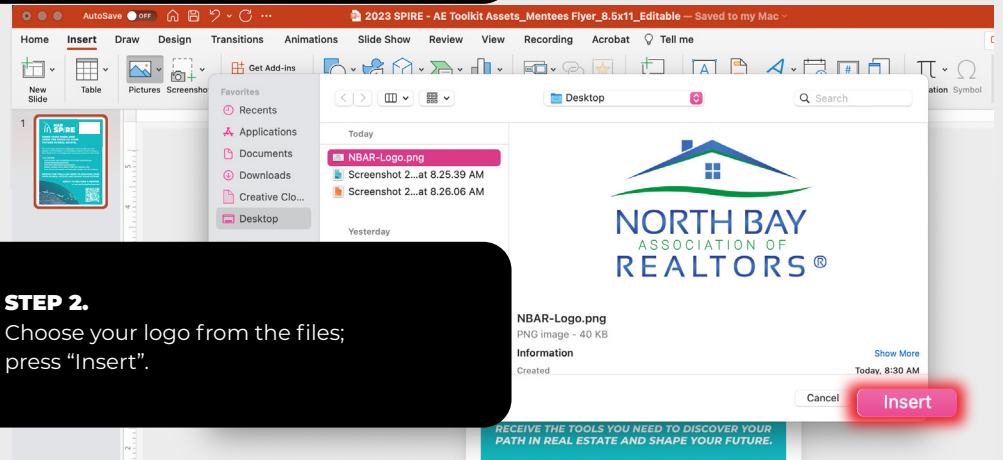 AutoSave OFF
2023 SPIRE - AE Toolkit Assets_Mentees Flyer_8.5x11_Editable — Saved to my Mac
Home Insert Draw Design Transitions Animations Slide Show Review View Recording Acrobat Tell me
New
Slide
Table
Pictures
Screensho
Get Add-ins
ation
Symbol
Favorites
Recents
Applications
Documents
Downloads
Creative Clo...
Desktop
Desktop
Search
Today
NBAR-Logo.png
Screenshot 2...at 8.25.39 AM
Screenshot 2...at 8.26.06 AM
Yesterday
NORTH BAY
ASSOCIATION OF
REALTORS®
NBAR-Logo.png
PNG image - 40 KB
Information Show More
Created Today, 8:30 AM
Cancel Insert
1
SPIRE
STEP 2.
Choose your logo from the files;
press “Insert”.
RECEIVE THE TOOLS YOU NEED TO DISCOVER YOUR
PATH IN REAL ESTATE AND SHAPE YOUR FUTURE.